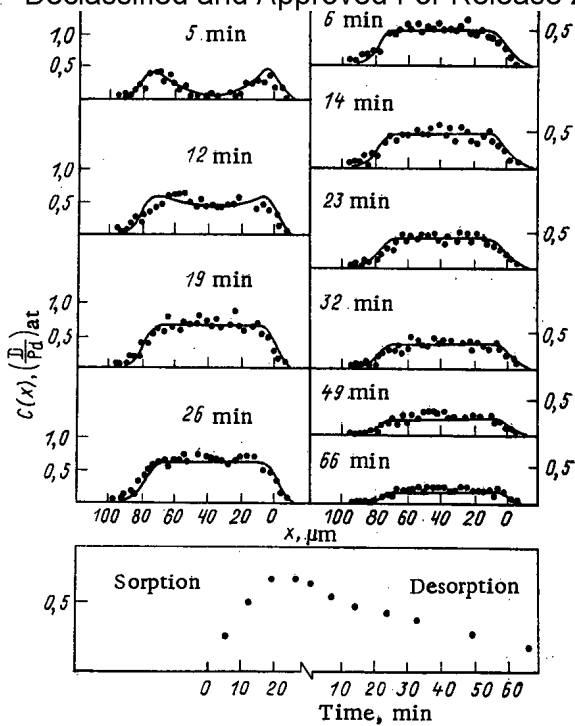 Declassified and Approved For Release
5 min
1,0
0,5
6 min
0,5
14 min
0,5
12 min
1,0
0,5
23 min
0,5
19 min
1,0
0,5
32 min
0,5
49 min
0,5
26 min
1,0
0,5
66 min
0,5
C(x), (D/Pd)at
100 80 60 40 20 0
100 80 60 40 20 0
x, μm
Sorption
Desorption
0,5
0 10 20
10 20 30 40 50 60
Time, min